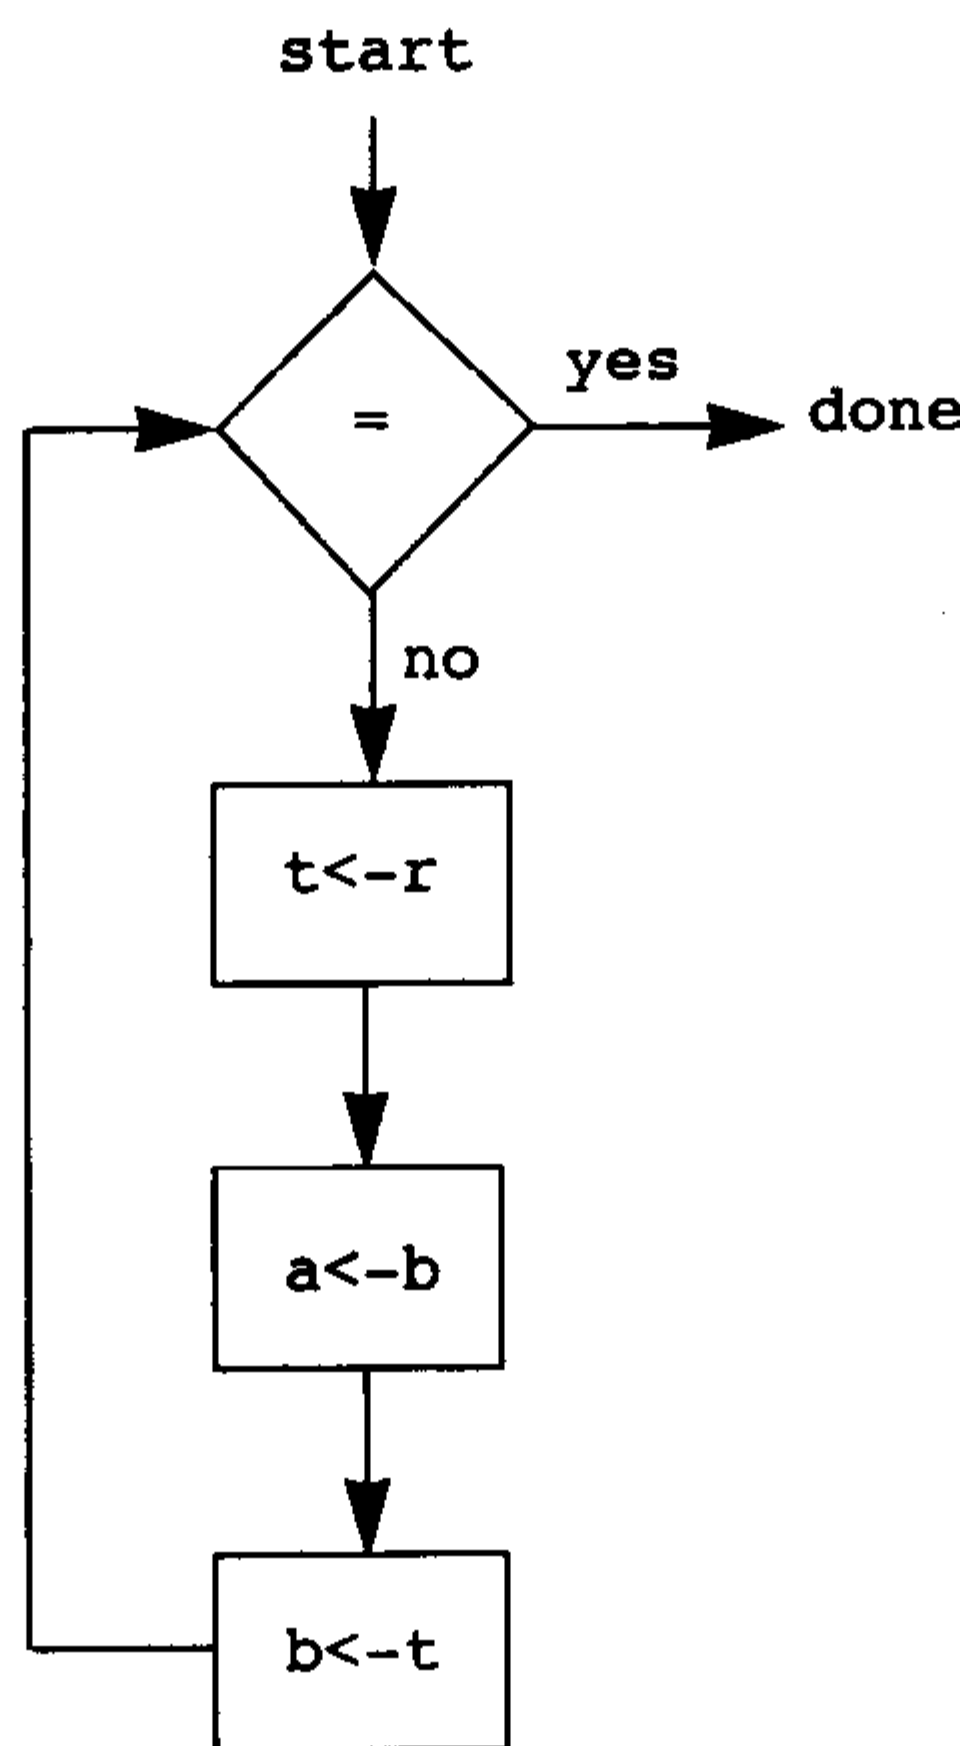 start
=
yes
done
no
t<-r
a<-b
b<-t